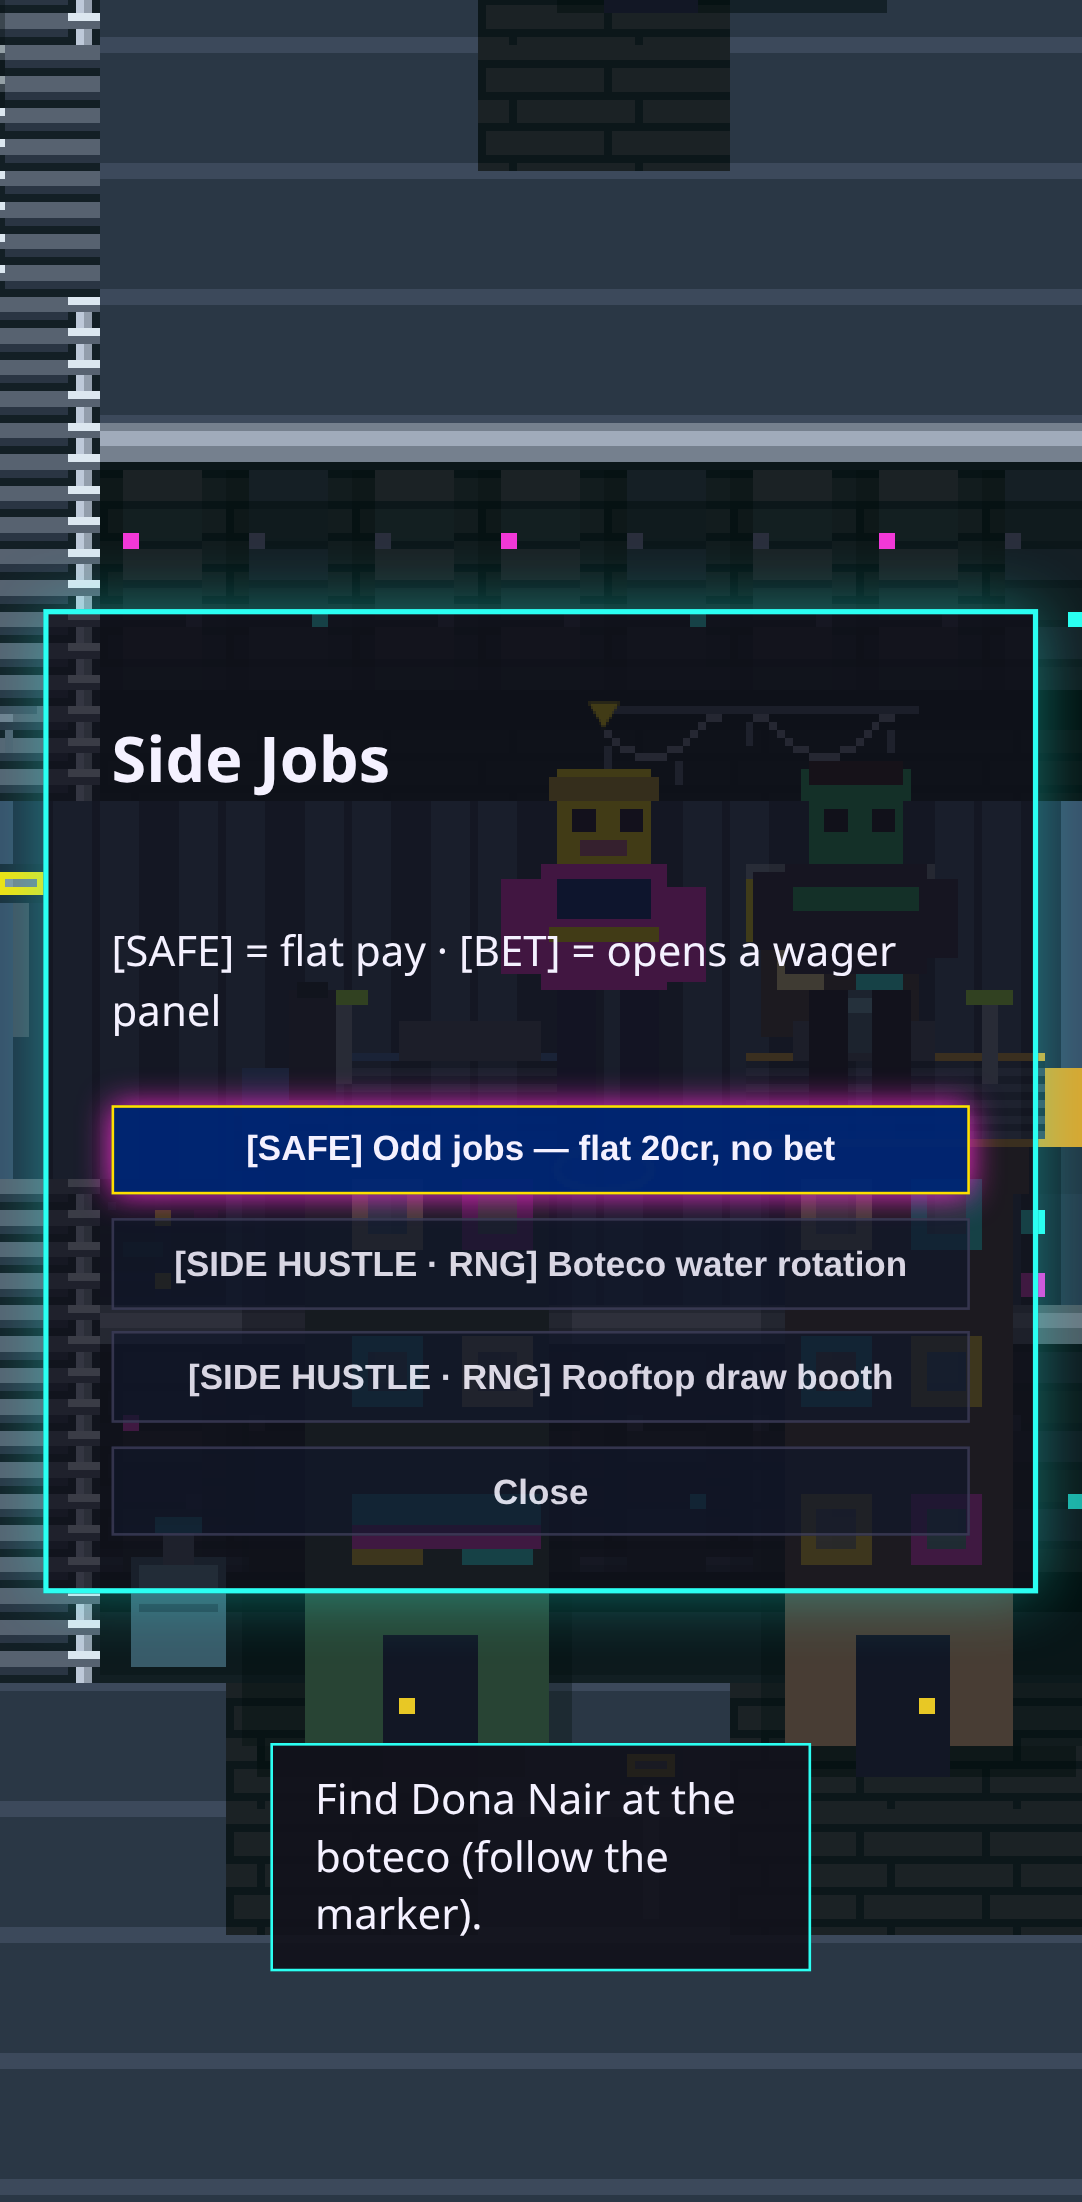 Side Jobs
[SAFE] = flat pay · [BET] = opens a wager
panel
[SAFE] Odd jobs — flat 20cr, no bet
[SIDE HUSTLE · RNG] Boteco water rotation
[SIDE HUSTLE · RNG] Rooftop draw booth
Close
Find Dona Nair at the
boteco (follow the
marker).